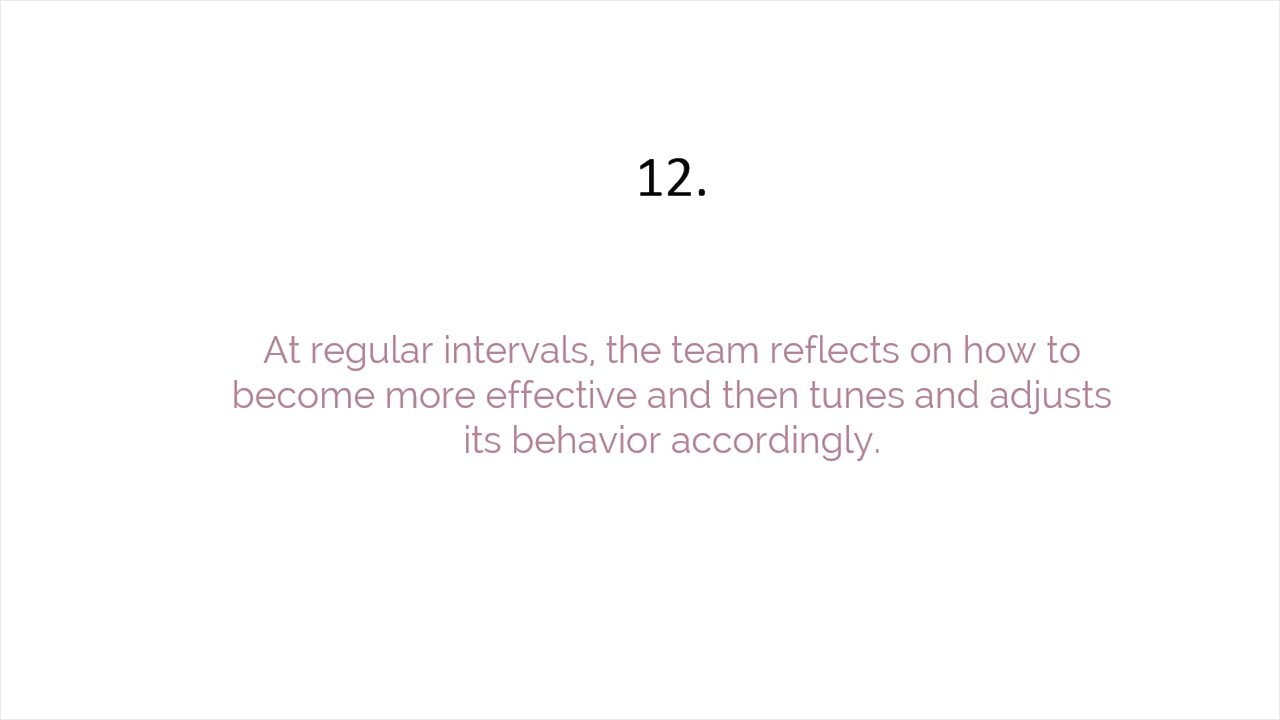 12.
At regular intervals, the team reflects on how to
become more effective and then tunes and adjusts
its behavior accordingly.